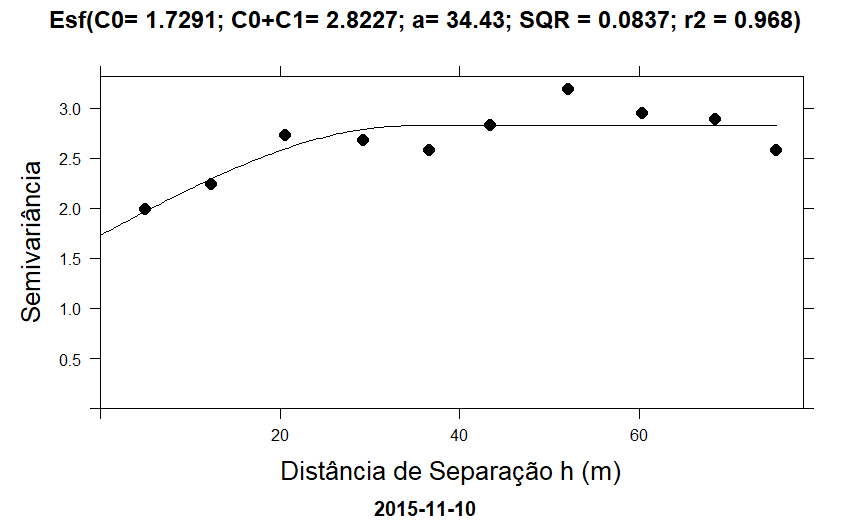 Esf(C0= 1.7291; C0+C1= 2.8227; a= 34.43; SQR = 0.0837; r2 = 0.968)
3.0
2.5
2.0
1.5
1.0
0.5
Semivariância
20 40 60
Distância de Separação h (m)
2015-11-10